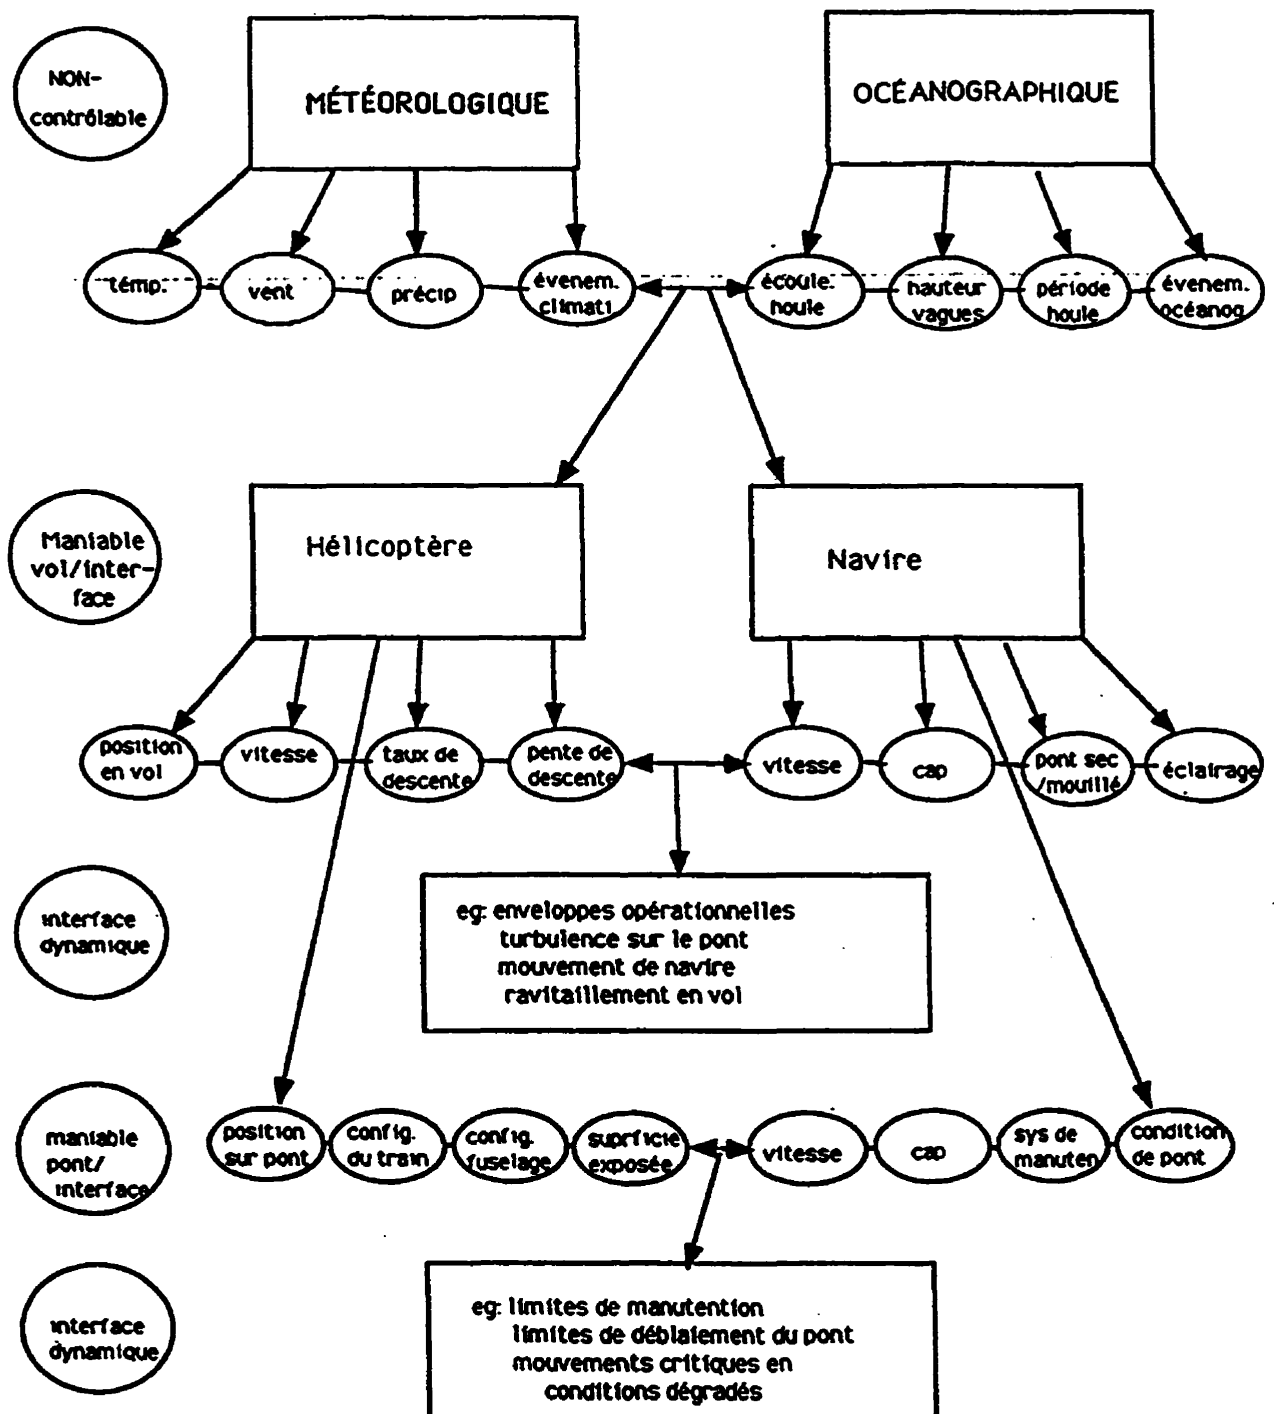 NON-
contrôlable
MÉTÉOROLOGIQUE
OCÉANOGRAPHIQUE
témp.
vent
précip
évenem.
climati
écoule.
houle
hauteur
vagues
période
houle
évenem.
océanog.
Maniable
vol/inter-
face
Hélicoptère
Navire
position
en vol
vitesse
taux de
descente
pente de
descente
vitesse
cap
pont sec
/mouillé
éclairage
interface
dynamique
eg: enveloppes opérationnelles
turbulence sur le pont
mouvement de navire
ravitaillement en vol
maniable
pont/
interface
position
sur pont
config.
du train
config.
fuselage
suprficie
exposée
vitesse
cap
sys de
manuten
condition
de pont
interface
dynamique
eg: limites de manutention
limites de déblaiement du pont
mouvements critiques en
conditions dégradés